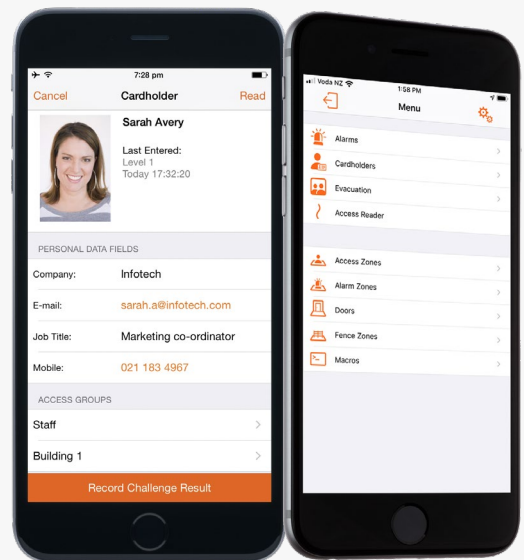 7:28 pm
Cancel Cardholder Read
Sarah Avery
Last Entered:
Level 1
Today 17:32:20
PERSONAL DATA FIELDS
Company: Infotech
E-mail: sarah.a@infotech.com
Job Title: Marketing co-ordinator
Mobile: 021 183 4967
ACCESS GROUPS
Staff
Building 1
Record Challenge Result
Voda NZ 1:58 PM
Menu
Alarms
Cardholders
Evacuation
Access Reader
Access Zones
Alarm Zones
Doors
Fence Zones
Macros